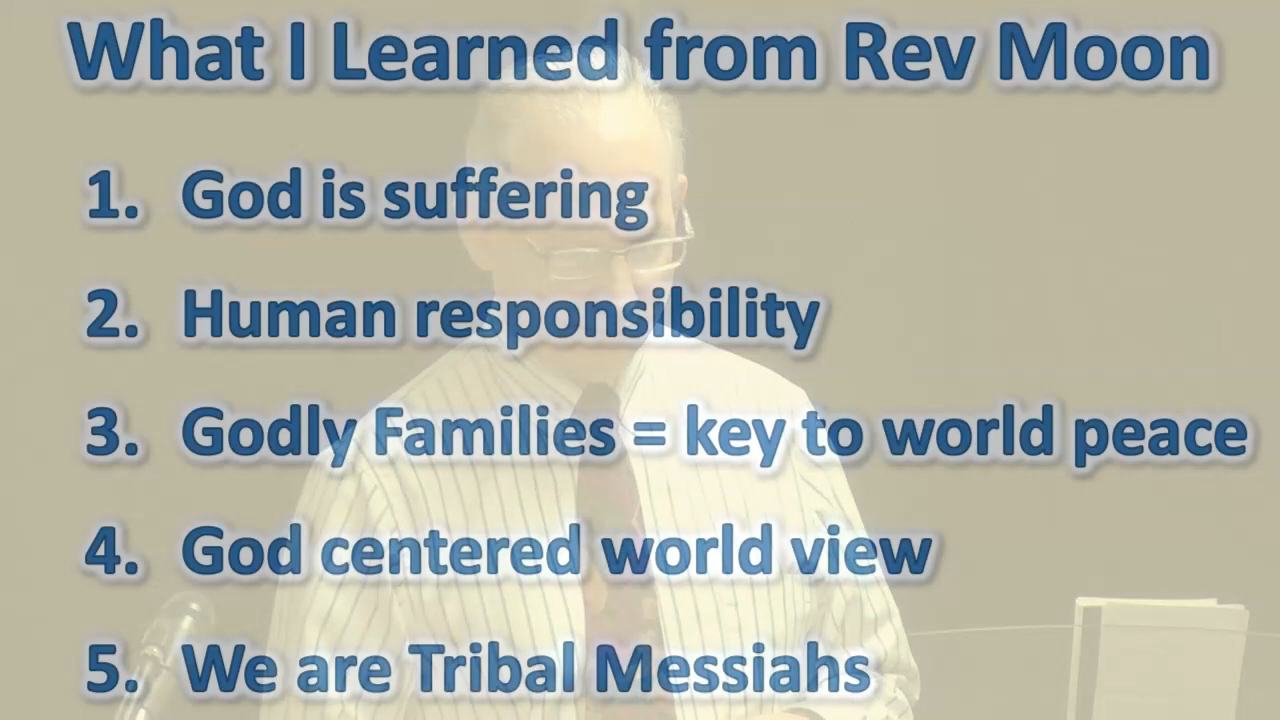 What I Learned from Rev Moon
1. God is suffering
2. Human responsibility
3. Godly Families = key to world peace
4. God centered world view
5. We are Tribal Messiahs